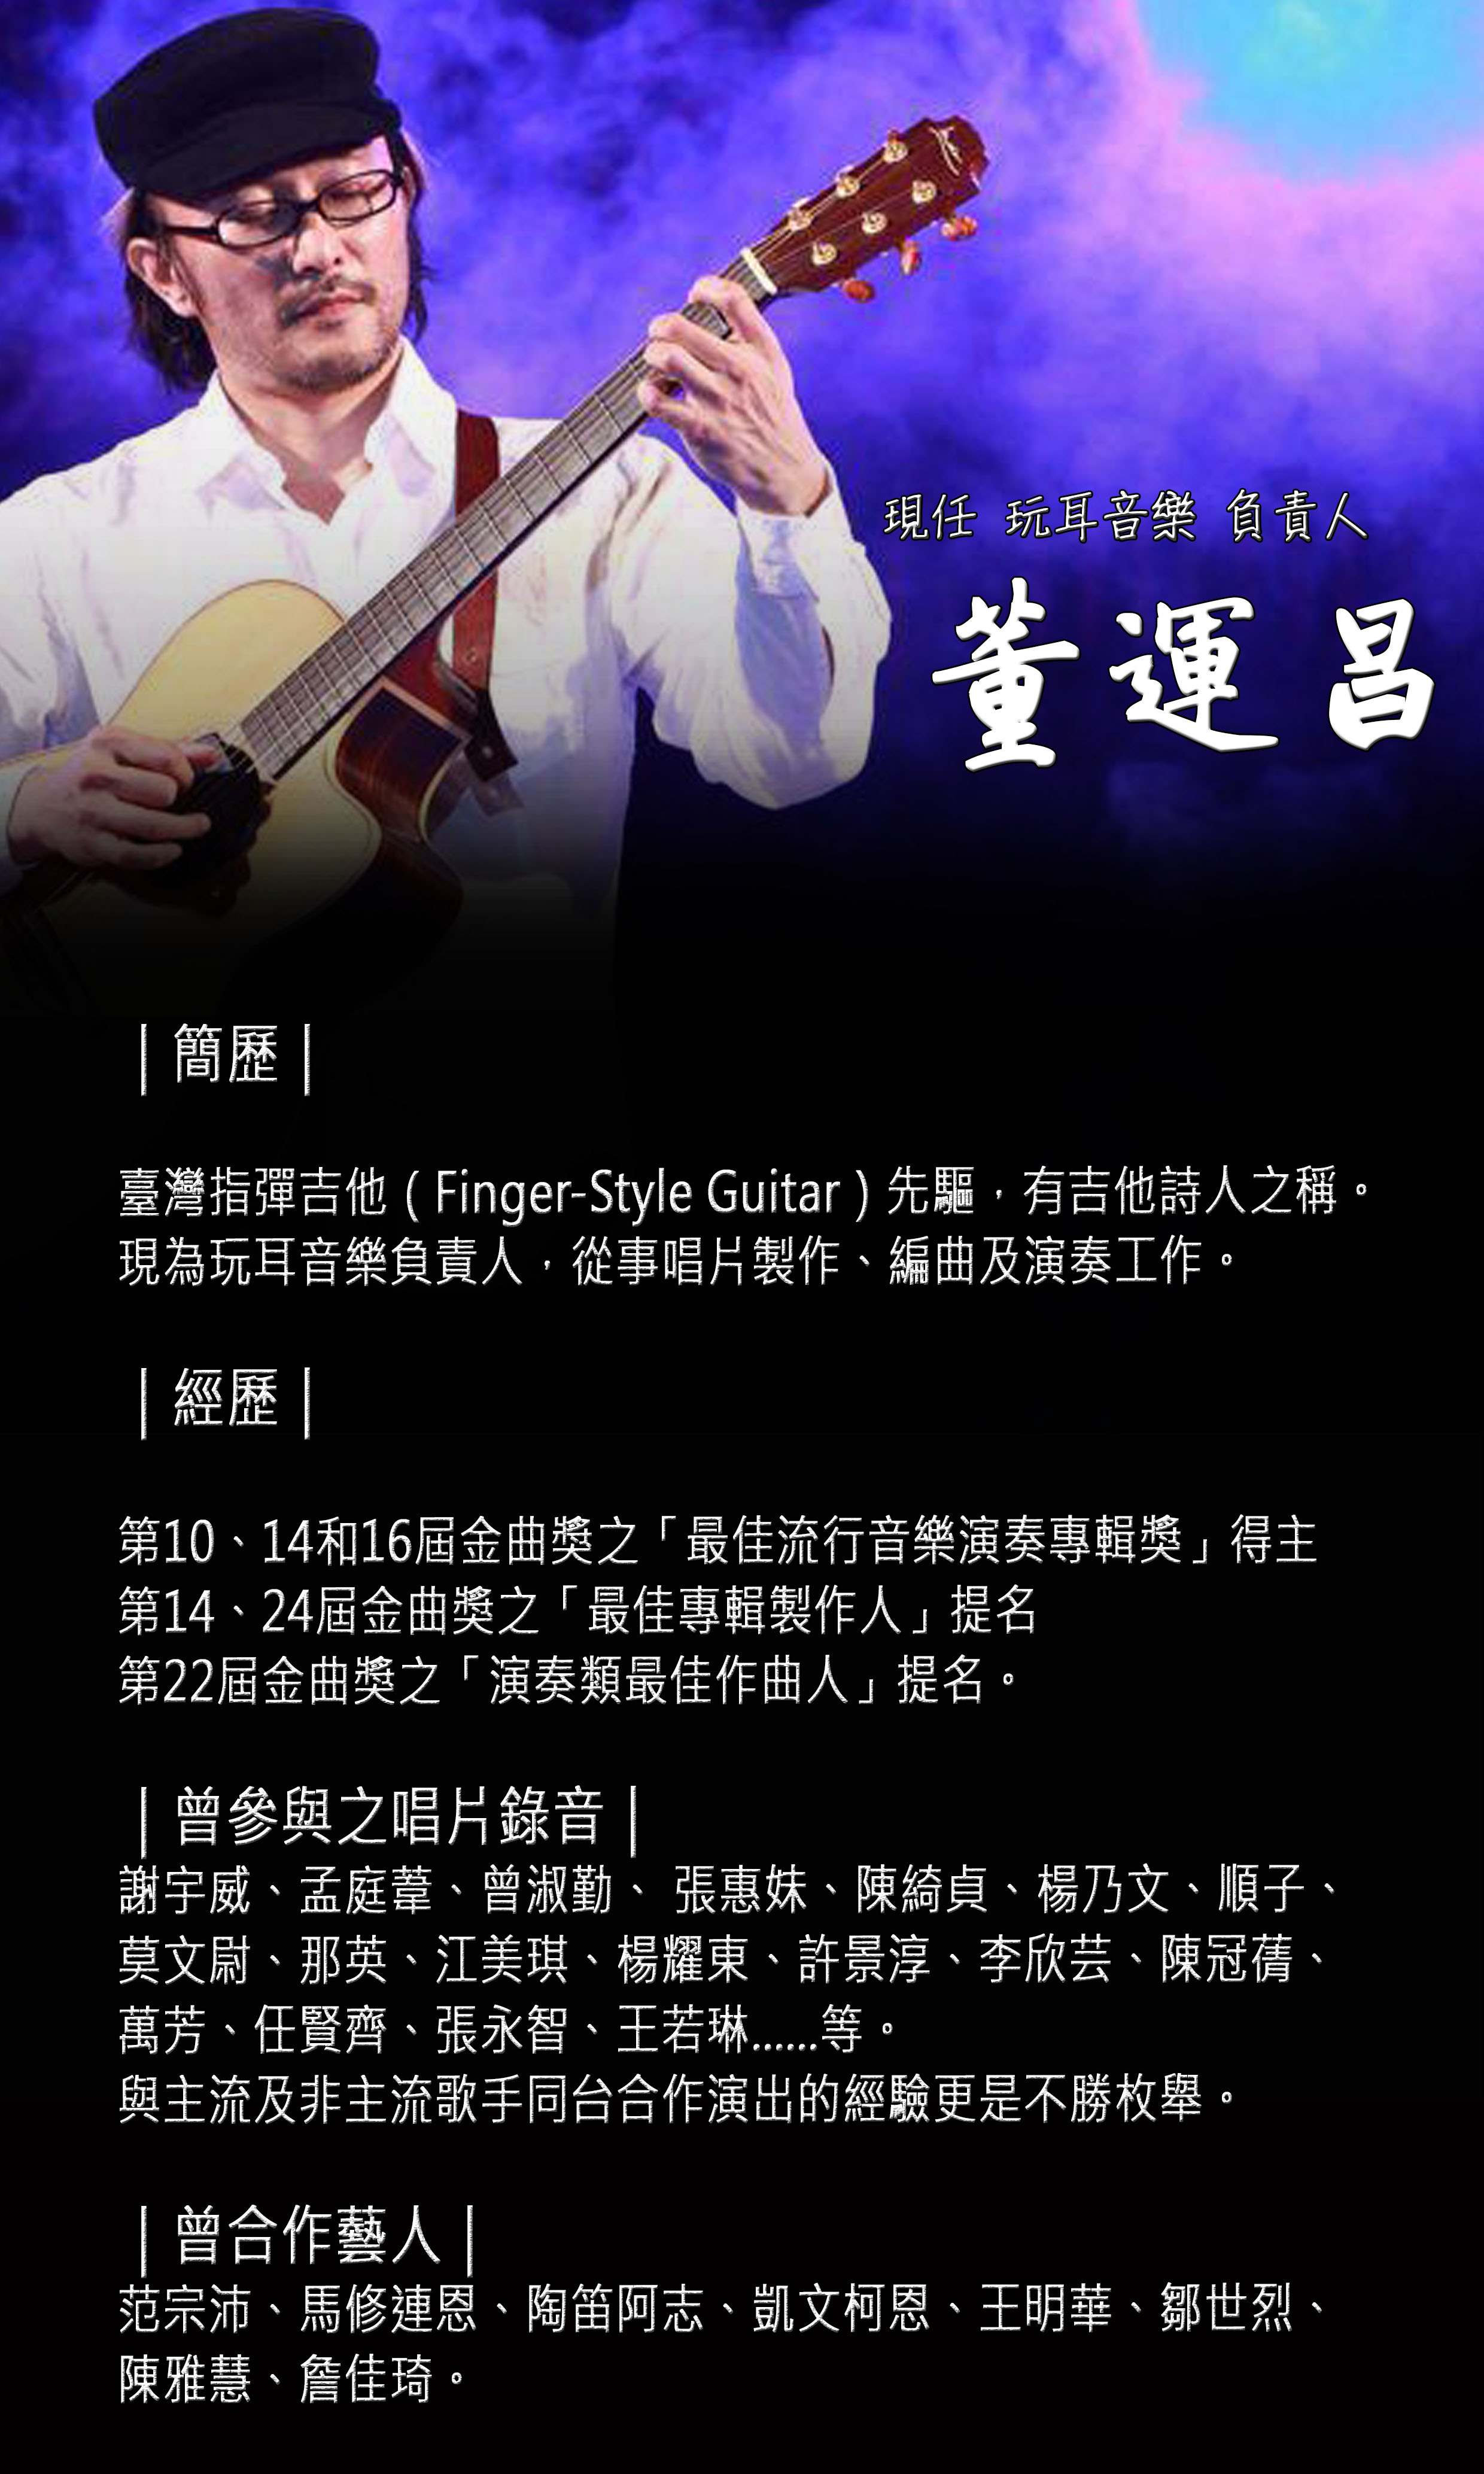 現任 玩耳音樂 負責人
董運昌
｜簡歷｜
臺灣指彈吉他（Finger-Style Guitar）先驅，有吉他詩人之稱。
現為玩耳音樂負責人，從事唱片製作、編曲及演奏工作。
｜經歷｜
第10、14和16屆金曲獎之「最佳流行音樂演奏專輯獎」得主
第14、24屆金曲獎之「最佳專輯製作人」提名
第22屆金曲獎之「演奏類最佳作曲人」提名。
｜曾參與之唱片錄音｜
謝宇威、孟庭葦、曾淑勤、 張惠妹、陳綺貞、楊乃文、順子、
莫文尉、那英、江美琪、楊耀東、許景淳、李欣芸、陳冠蒨、
萬芳、任賢齊、張永智、王若琳......等。
與主流及非主流歌手同台合作演出的經驗更是不勝枚舉。
｜曾合作藝人｜
范宗沛、馬修連恩、陶笛阿志、凱文柯恩、王明華、鄒世烈、
陳雅慧、詹佳琦。